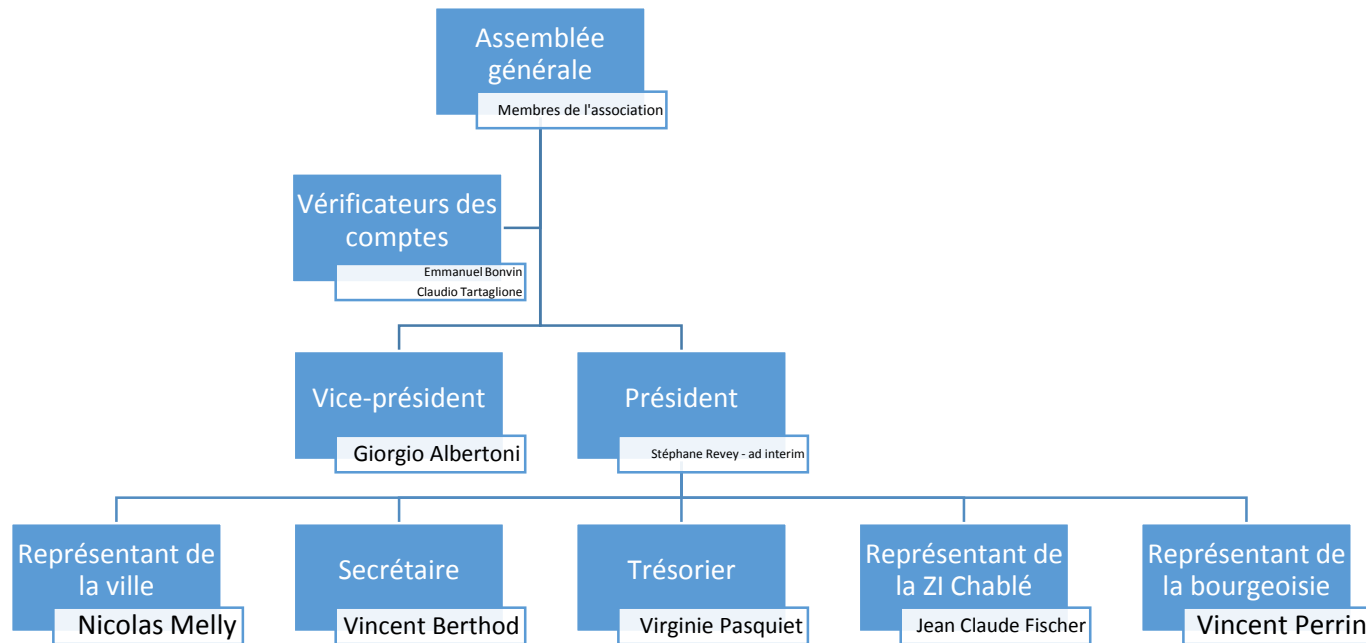 Assemblée
générale
Membres de l'association
Vérificateurs des
comptes
Emmanuel Bonvin
Claudio Tartaglione
Vice-président
Giorgio Albertoni
Président
Stéphane Revey - ad interim
Représentant de
la ville
Nicolas Melly
Secrétaire
Vincent Berthod
Trésorier
Virginie Pasquiet
Représentant de
la ZI Chablé
Jean Claude Fischer
Représentant de
la bourgeoisie
Vincent Perrin